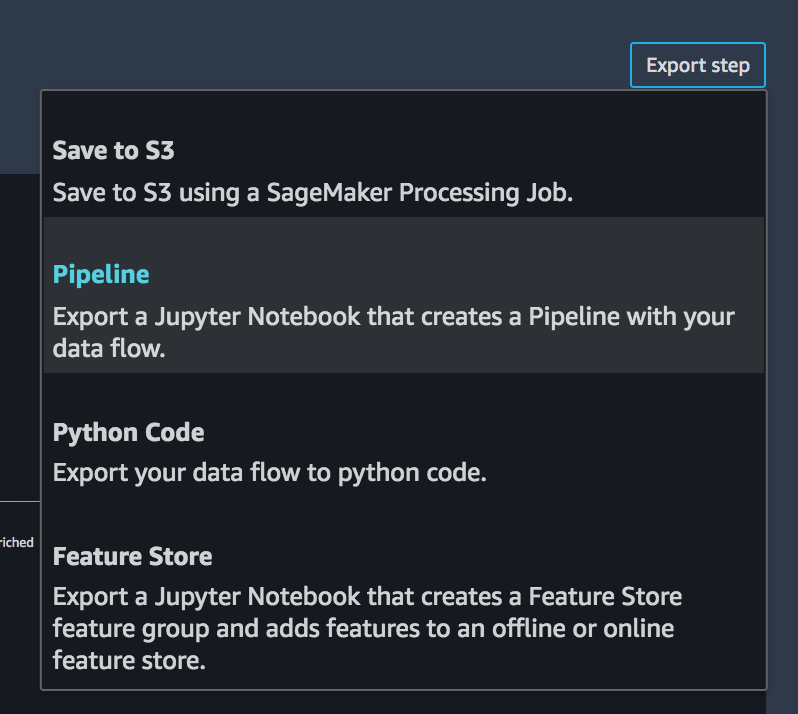 Export step
Save to S3
Save to S3 using a SageMaker Processing Job.
Pipeline
Export a Jupyter Notebook that creates a Pipeline with your
data flow.
Python Code
Export your data flow to python code.
riched
Feature Store
Export a Jupyter Notebook that creates a Feature Store
feature group and adds features to an offline or online
feature store.